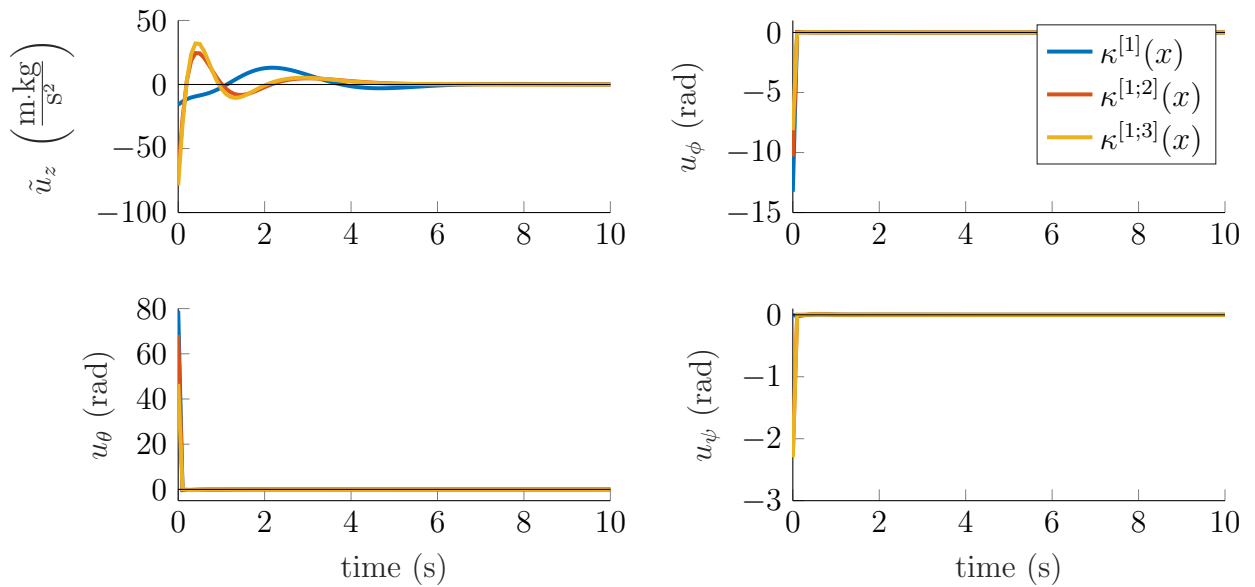 ũ_z (m·kg/s²)
50
0
−50
−100
0 2 4 6 8 10
u_ϕ (rad)
0
−5
−10
−15
0 2 4 6 8 10
κ^{[1]}(x)
κ^{[1;2]}(x)
κ^{[1;3]}(x)
u_θ (rad)
80
60
40
20
0
0 2 4 6 8 10
time (s)
u_ψ (rad)
0
−1
−2
−3
0 2 4 6 8 10
time (s)